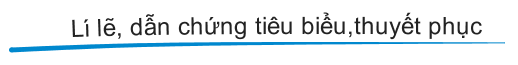 Lí lẽ, dẫn chứng tiêu biểu,thuyết phục